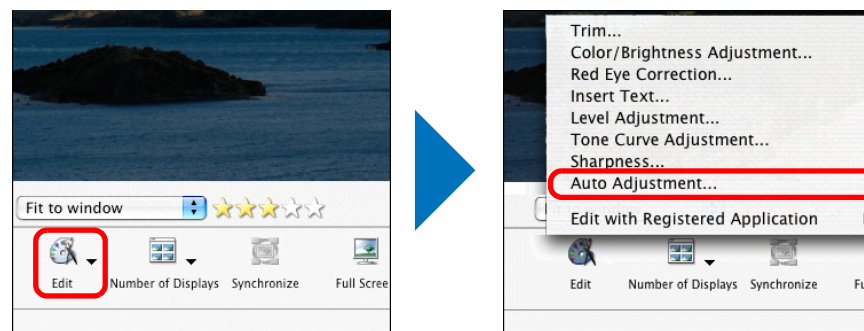 Fit to window
Edit
Number of Displays
Synchronize
Full Scree
Trim...
Color/Brightness Adjustment...
Red Eye Correction...
Insert Text...
Level Adjustment...
Tone Curve Adjustment...
Sharpness...
Auto Adjustment...
Edit with Registered Application
Edit
Number of Displays
Synchronize
Fu